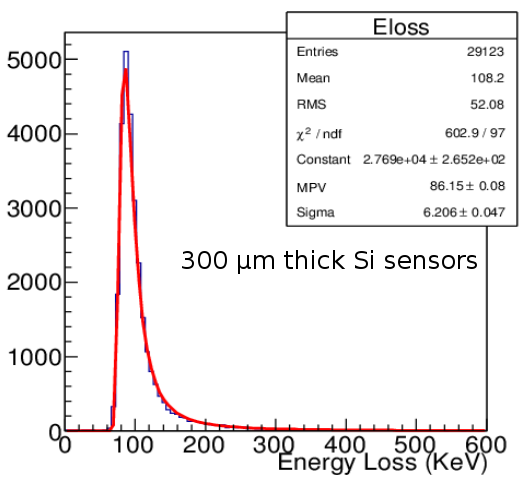 Eloss
Entries 29123
Mean 108.2
RMS 52.08
χ² / ndf 602.9 / 97
Constant 2.769e+04 ± 2.652e+02
MPV 86.15 ± 0.08
Sigma 6.206 ± 0.047
300 µm thick Si sensors
5000
4000
3000
2000
1000
0
0 100 200 300 400 500 600
Energy Loss (KeV)